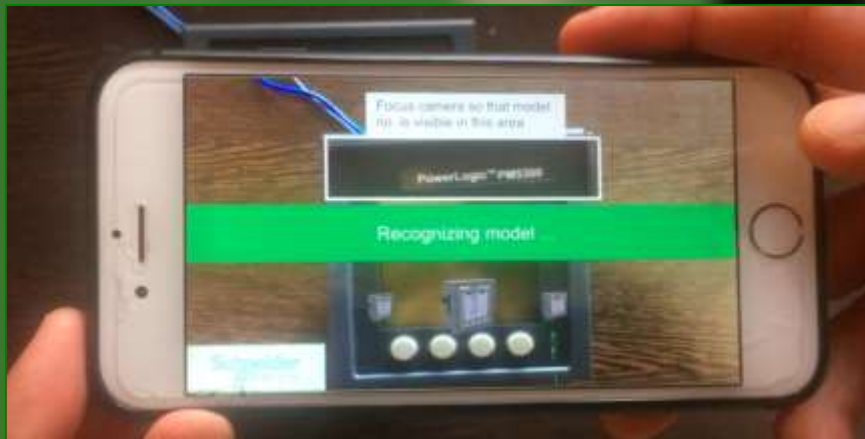 Focus camera so that model
no. is visible in this area
PowerLogic™ PM5300
Recognizing model ...
Schneider